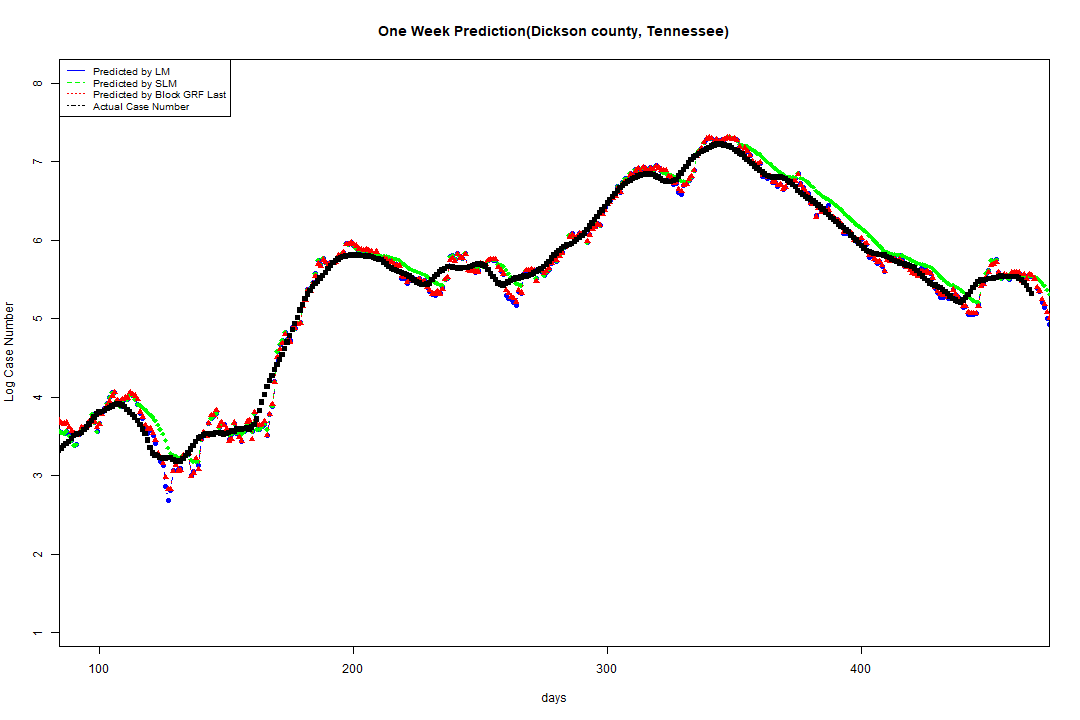 One Week Prediction(Dickson county, Tennessee)
Predicted by LM
Predicted by SLM
Predicted by Block GRF Last
Actual Case Number
Log Case Number
8
7
6
5
4
3
2
1
100 200 300 400
days